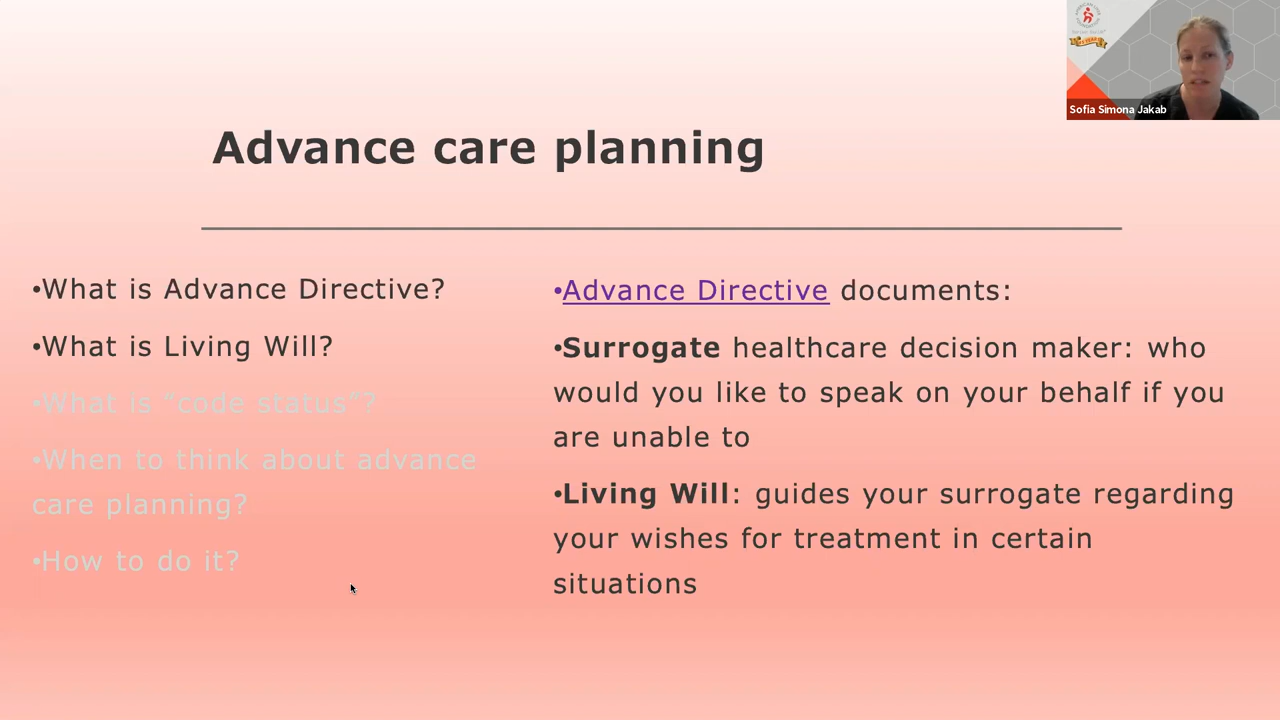 Sofia Simona Jakab
Advance care planning
•What is Advance Directive?
•What is Living Will?
•What is “code status”?
•When to think about advance
care planning?
•How to do it?
•Advance Directive documents:
•Surrogate healthcare decision maker: who
would you like to speak on your behalf if you
are unable to
•Living Will: guides your surrogate regarding
your wishes for treatment in certain
situations